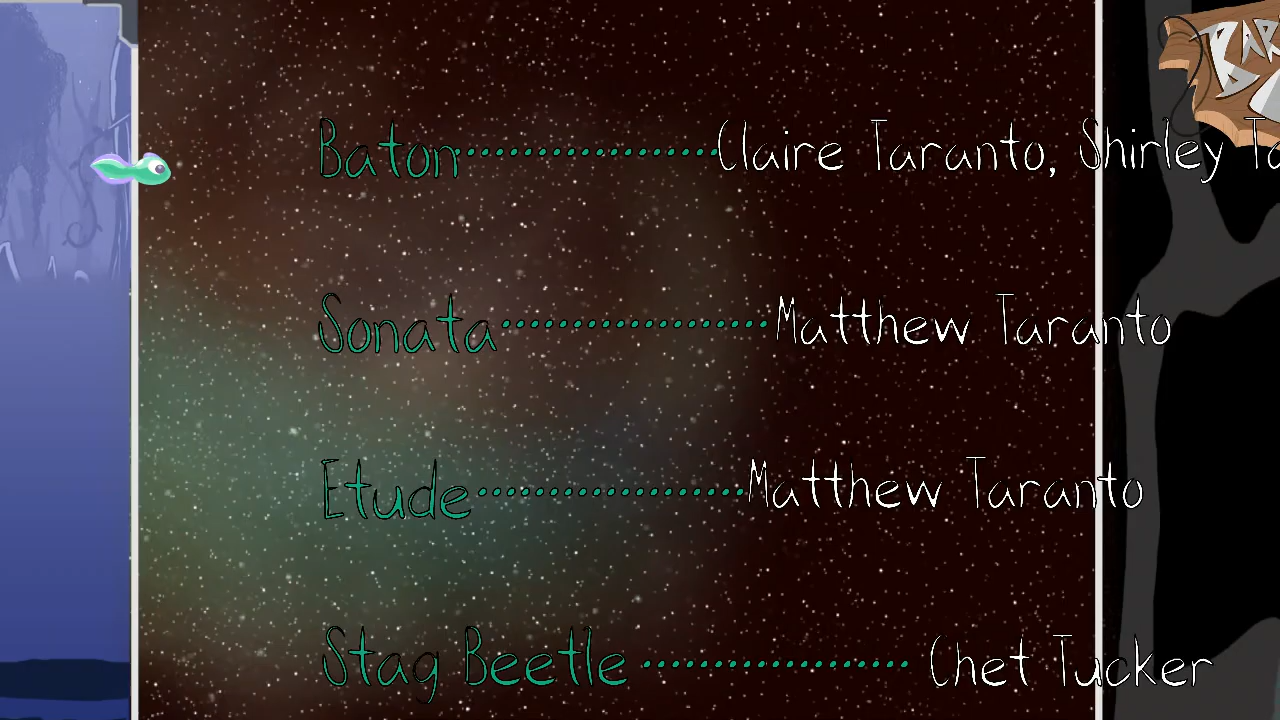 Baton.................Claire Taranto, Shirley
Sonata..................Matthew Taranto
Etude..................Matthew Taranto
Stag Beetle..................Chet Tucker